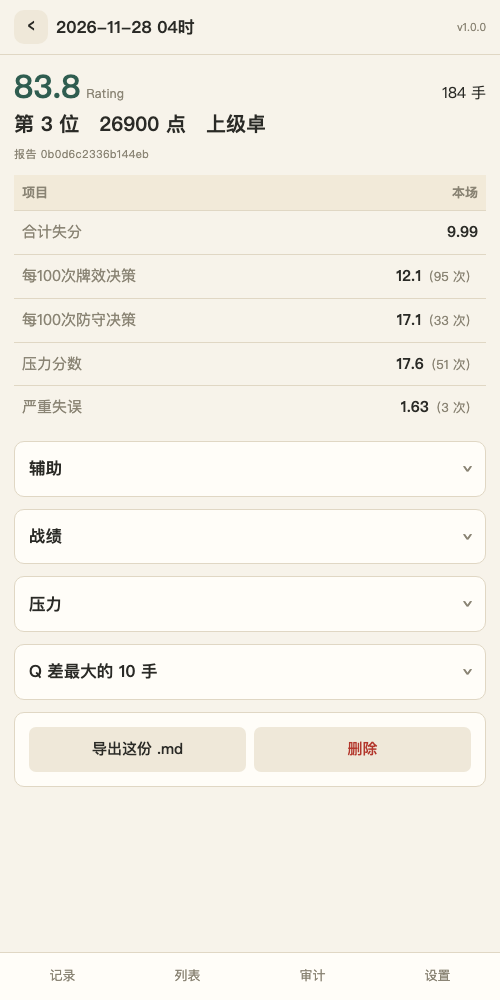 2026–11–28 04时
v1.0.0
83.8 Rating
184 手
第 3 位 26900 点 上级卓
报告 0b0d6c2336b144eb
项目 本场
合计失分 9.99
每100次牌效决策 12.1 (95 次)
每100次防守决策 17.1 (33 次)
压力分数 17.6 (51 次)
严重失误 1.63 (3 次)
辅助
战绩
压力
Q 差最大的 10 手
导出这份 .md 删除
记录 列表 审计 设置